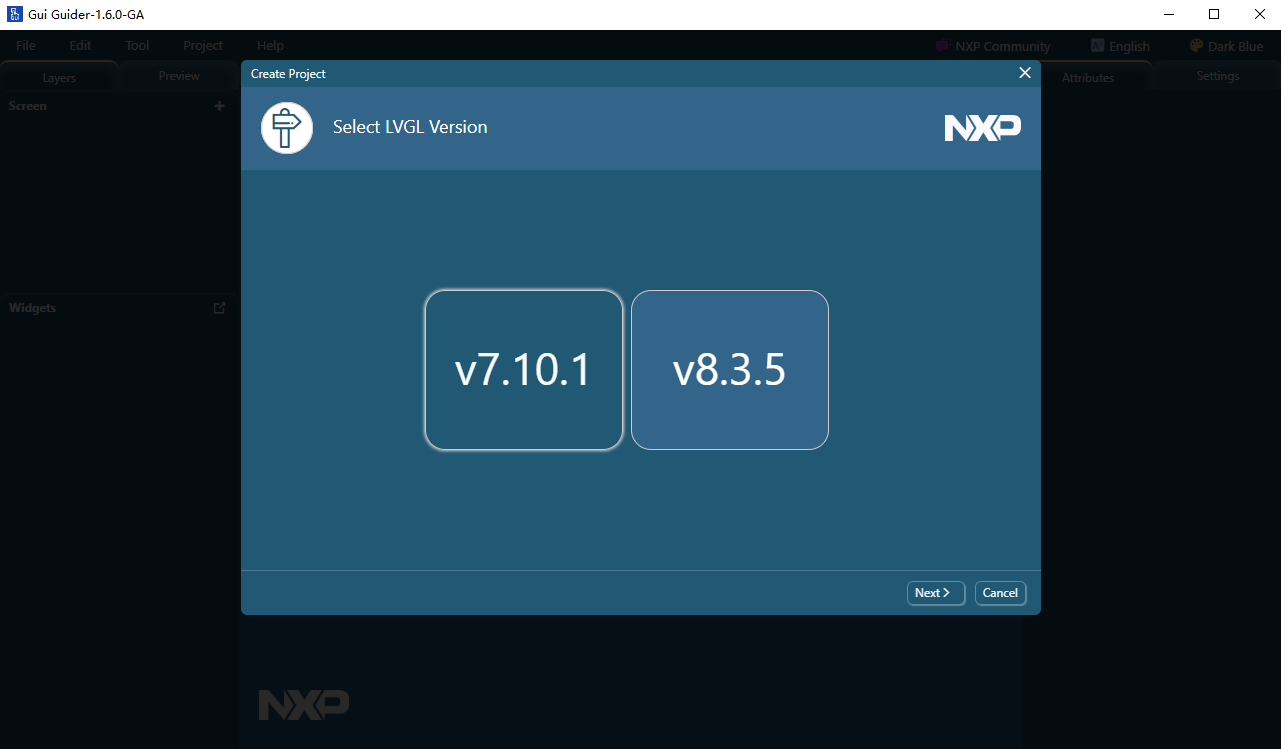 Gui Guider-1.6.0-GA
File Edit Tool Project Help NXP Community English Dark Blue
Layers Preview Create Project Attributes Settings
Screen
Select LVGL Version NXP
Widgets
v7.10.1 v8.3.5
Next Cancel
NXP